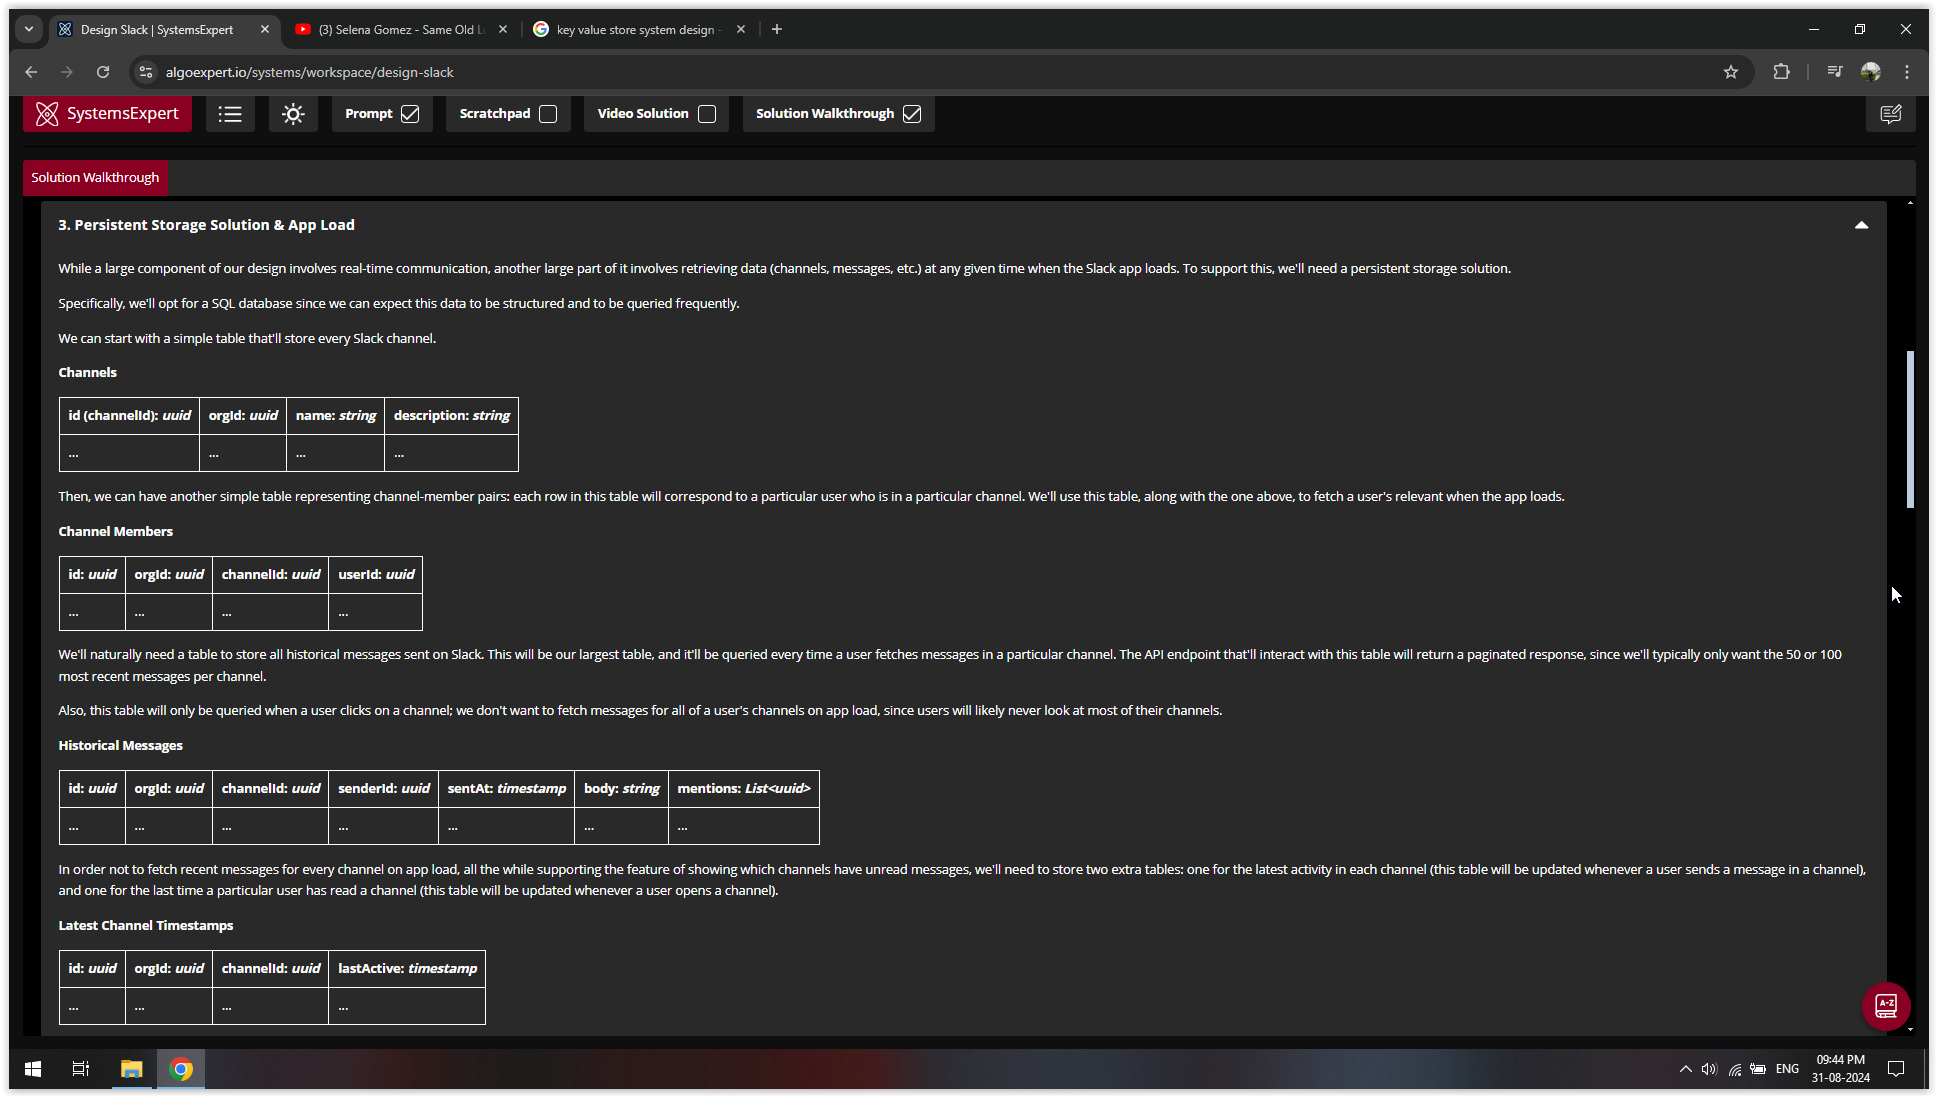 Design Slack | SystemsExpert
(3) Selena Gomez - Same Old L
key value store system design -
algoexpert.io/systems/workspace/design-slack
SystemsExpert
Prompt
Scratchpad
Video Solution
Solution Walkthrough
Solution Walkthrough
3. Persistent Storage Solution & App Load
While a large component of our design involves real-time communication, another large part of it involves retrieving data (channels, messages, etc.) at any given time when the Slack app loads. To support this, we'll need a persistent storage solution.
Specifically, we'll opt for a SQL database since we can expect this data to be structured and to be queried frequently.
We can start with a simple table that'll store every Slack channel.
Channels
id (channelId): uuid orgId: uuid name: string description: string
... ... ... ...
Then, we can have another simple table representing channel-member pairs: each row in this table will correspond to a particular user who is in a particular channel. We'll use this table, along with the one above, to fetch a user's relevant when the app loads.
Channel Members
id: uuid orgId: uuid channelId: uuid userId: uuid
... ... ... ...
We'll naturally need a table to store all historical messages sent on Slack. This will be our largest table, and it'll be queried every time a user fetches messages in a particular channel. The API endpoint that'll interact with this table will return a paginated response, since we'll typically only want the 50 or 100
most recent messages per channel.
Also, this table will only be queried when a user clicks on a channel; we don't want to fetch messages for all of a user's channels on app load, since users will likely never look at most of their channels.
Historical Messages
id: uuid orgId: uuid channelId: uuid senderId: uuid sentAt: timestamp body: string mentions: List<uuid>
... ... ... ... ... ... ...
In order not to fetch recent messages for every channel on app load, all the while supporting the feature of showing which channels have unread messages, we'll need to store two extra tables: one for the latest activity in each channel (this table will be updated whenever a user sends a message in a channel),
and one for the last time a particular user has read a channel (this table will be updated whenever a user opens a channel).
Latest Channel Timestamps
id: uuid orgId: uuid channelId: uuid lastActive: timestamp
... ... ... ...
A-Z
ENG
09:44 PM
31-08-2024